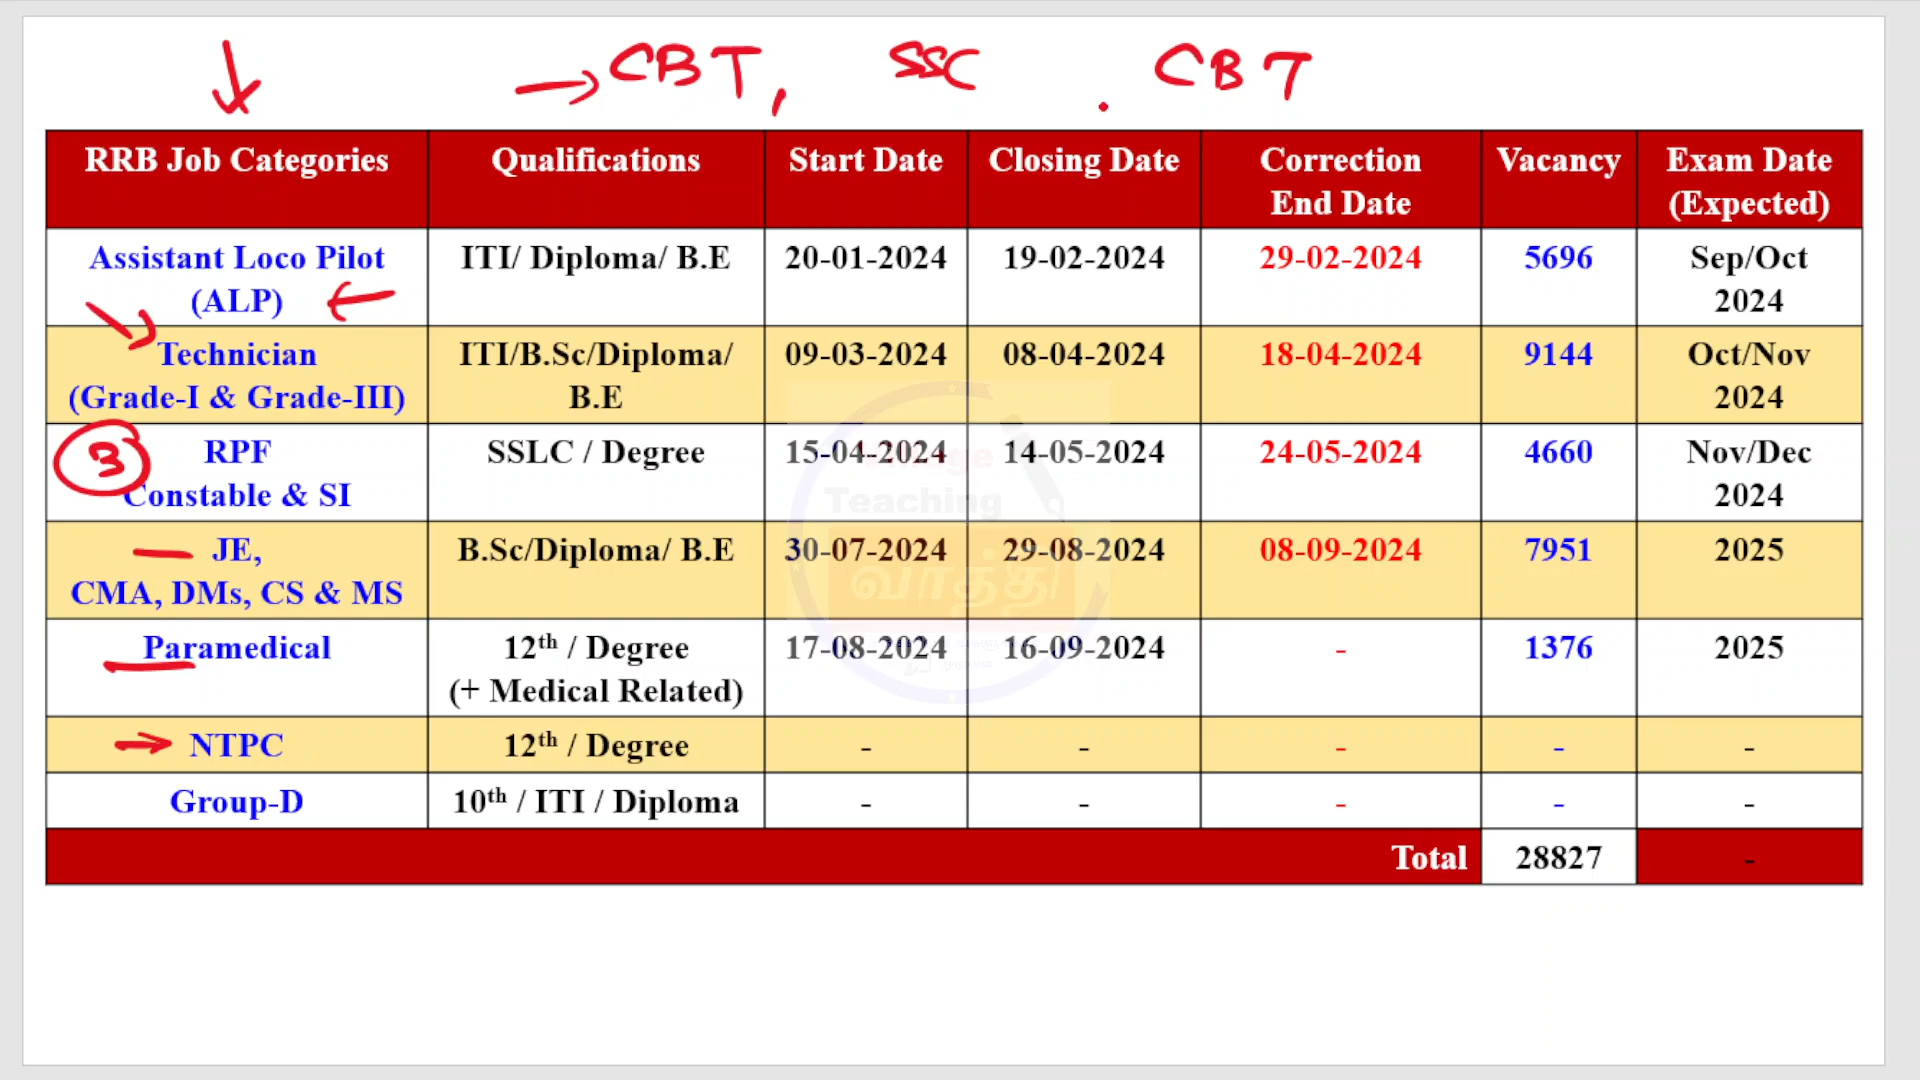 CBT, SSC . CBT
RRB Job Categories Qualifications Start Date Closing Date Correction End Date Vacancy Exam Date (Expected)
Assistant Loco Pilot (ALP) ITI/ Diploma/ B.E 20-01-2024 19-02-2024 29-02-2024 5696 Sep/Oct 2024
Technician (Grade-I & Grade-III) ITI/B.Sc/Diploma/ B.E 09-03-2024 08-04-2024 18-04-2024 9144 Oct/Nov 2024
3 RPF Constable & SI SSLC / Degree 15-04-2024 14-05-2024 24-05-2024 4660 Nov/Dec 2024
JE, CMA, DMs, CS & MS B.Sc/Diploma/ B.E 30-07-2024 29-08-2024 08-09-2024 7951 2025
Paramedical 12th / Degree (+ Medical Related) 17-08-2024 16-09-2024 - 1376 2025
NTPC 12th / Degree - - - - -
Group-D 10th / ITI / Diploma - - - - -
Total 28827 -
Teaching
வாத்தி